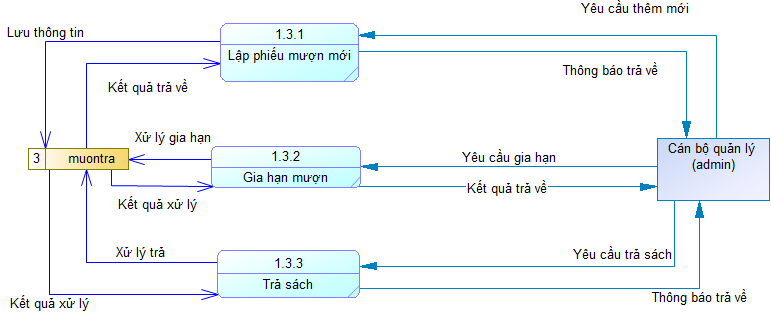 Yêu cầu thêm mới
Lưu thông tin
1.3.1
Lập phiếu mượn mới
Thông báo trả về
Kết quả trả về
Xử lý gia hạn
3 muontra
1.3.2
Gia hạn mượn
Yêu cầu gia hạn
Kết quả trả về
Cán bộ quản lý
(admin)
Kết quả xử lý
Xử lý trả
1.3.3
Trả sách
Yêu cầu trả sách
Thông báo trả về
Kết quả xử lý